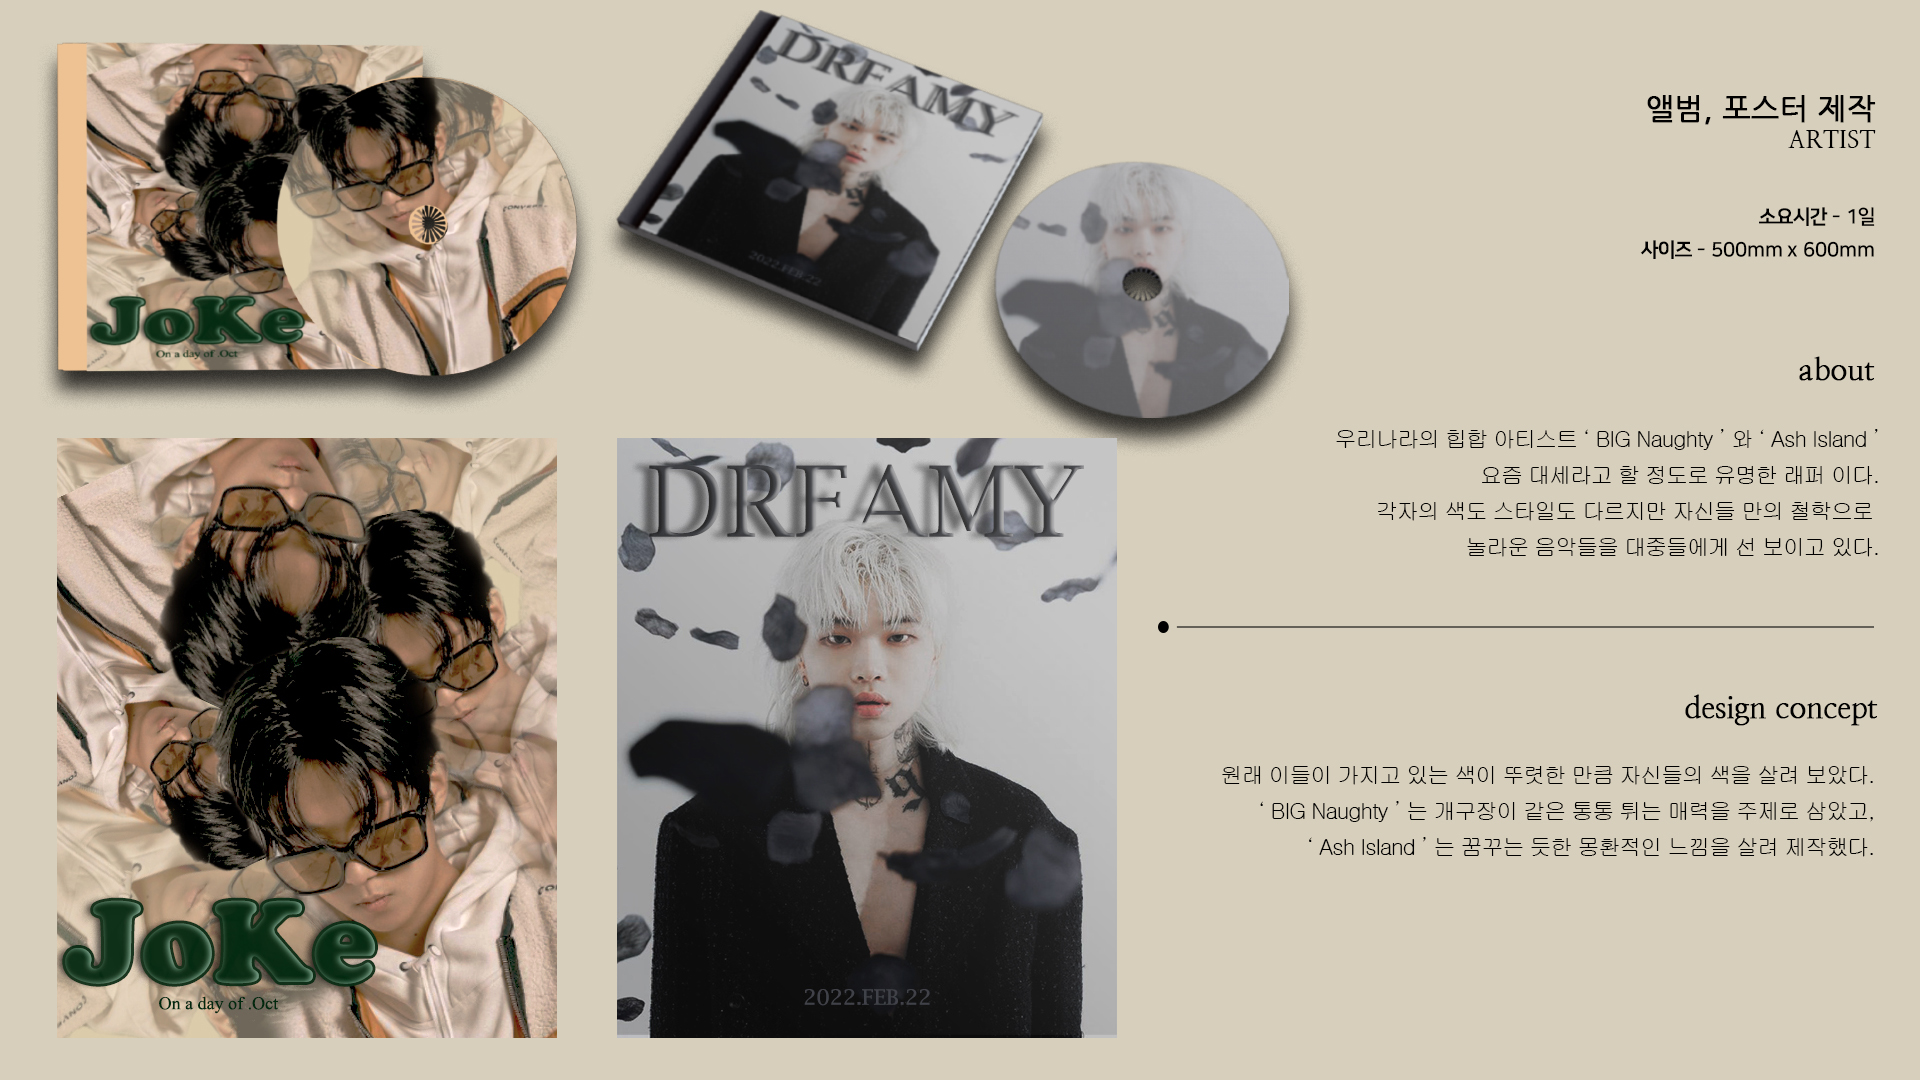 JoKe
On a day of .Oct
DRFAMY
2022.FEB.22
앨범, 포스터 제작
ARTIST
소요시간 - 1일
사이즈 - 500mm x 600mm
about
우리나라의 힙합 아티스트 ‘ BIG Naughty ’ 와 ‘ Ash Island ’
요즘 대세라고 할 정도로 유명한 래퍼 이다.
각자의 색도 스타일도 다르지만 자신들 만의 철학으로
놀라운 음악들을 대중들에게 선 보이고 있다.
JoKe
On a day of .Oct
DRFAMY
2022.FEB.22
design concept
원래 이들이 가지고 있는 색이 뚜렷한 만큼 자신들의 색을 살려 보았다.
‘ BIG Naughty ’ 는 개구장이 같은 통통 튀는 매력을 주제로 삼았고,
‘ Ash Island ’ 는 꿈꾸는 듯한 몽환적인 느낌을 살려 제작했다.